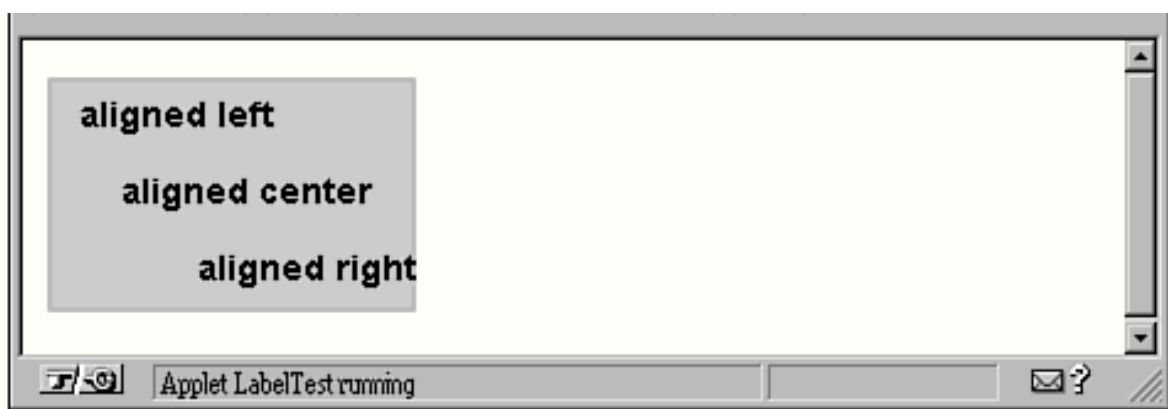 aligned left
aligned center
aligned right
Applet LabelTest running
?